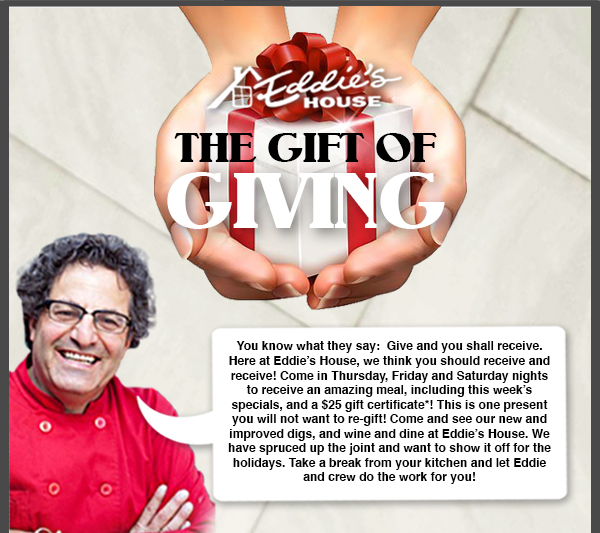 Eddie's
HOUSE
THE GIFT OF
GIVING
You know what they say:  Give and you shall receive.
Here at Eddie's House, we think you should receive and
receive! Come in Thursday, Friday and Saturday nights
to receive an amazing meal, including this week's
specials, and a $25 gift certificate*! This is one present
you will not want to re-gift! Come and see our new and
improved digs, and wine and dine at Eddie's House. We
have spruced up the joint and want to show it off for the
holidays. Take a break from your kitchen and let Eddie
and crew do the work for you!